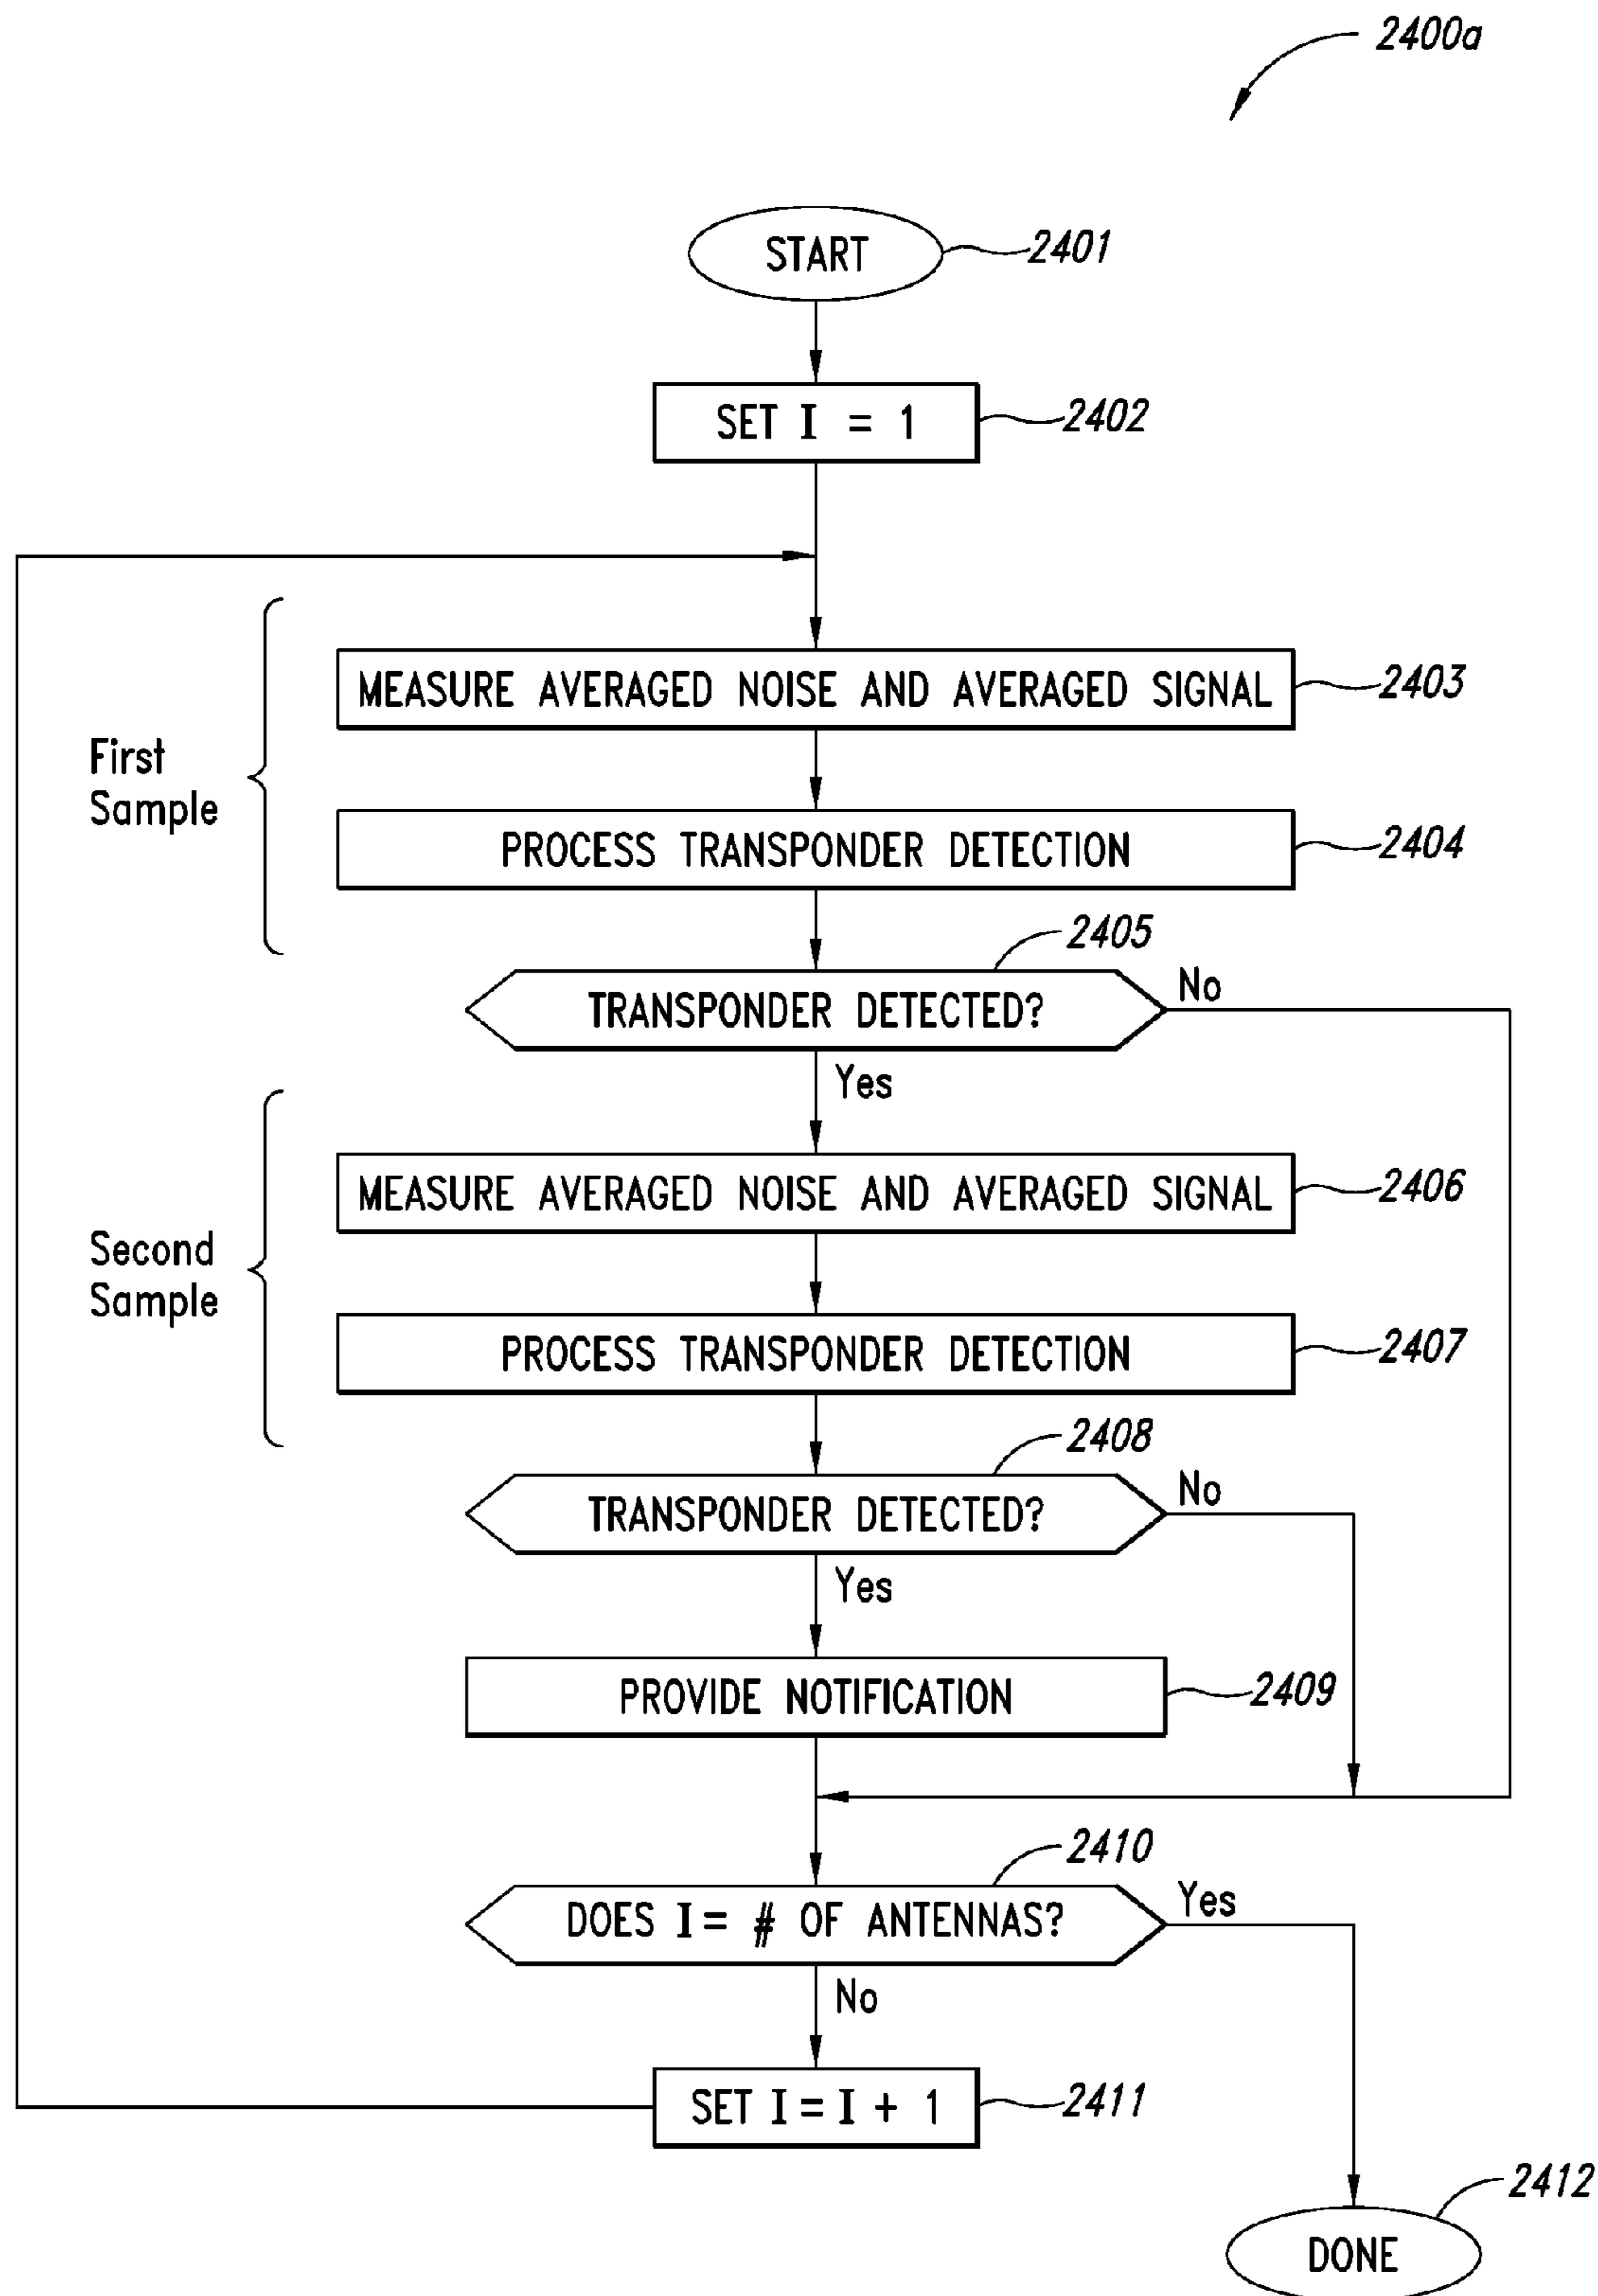 2400a
START
2401
SET I = 1
2402
First
Sample
MEASURE AVERAGED NOISE AND AVERAGED SIGNAL
2403
PROCESS TRANSPONDER DETECTION
2404
2405
TRANSPONDER DETECTED?
No
Yes
Second
Sample
MEASURE AVERAGED NOISE AND AVERAGED SIGNAL
2406
PROCESS TRANSPONDER DETECTION
2407
2408
TRANSPONDER DETECTED?
No
Yes
PROVIDE NOTIFICATION
2409
2410
DOES I = # OF ANTENNAS?
Yes
No
SET I = I + 1
2411
2412
DONE